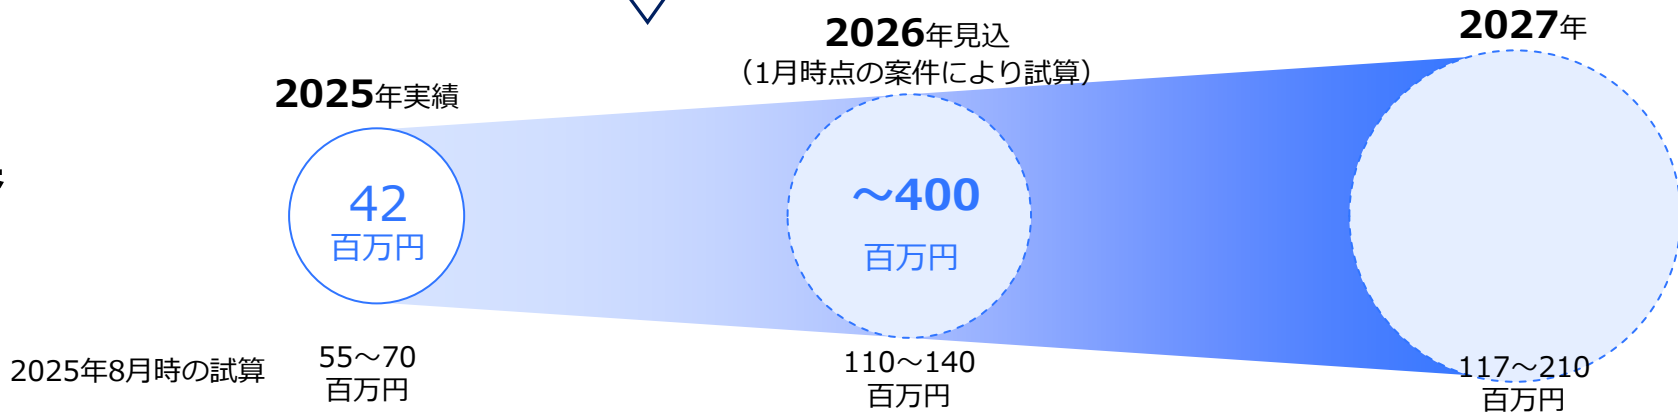 2025年実績
42
百万円
2026年見込
（1月時点の案件により試算）
～400
百万円
2027年
2025年8月時の試算
55～70
百万円
110～140
百万円
117～210
百万円